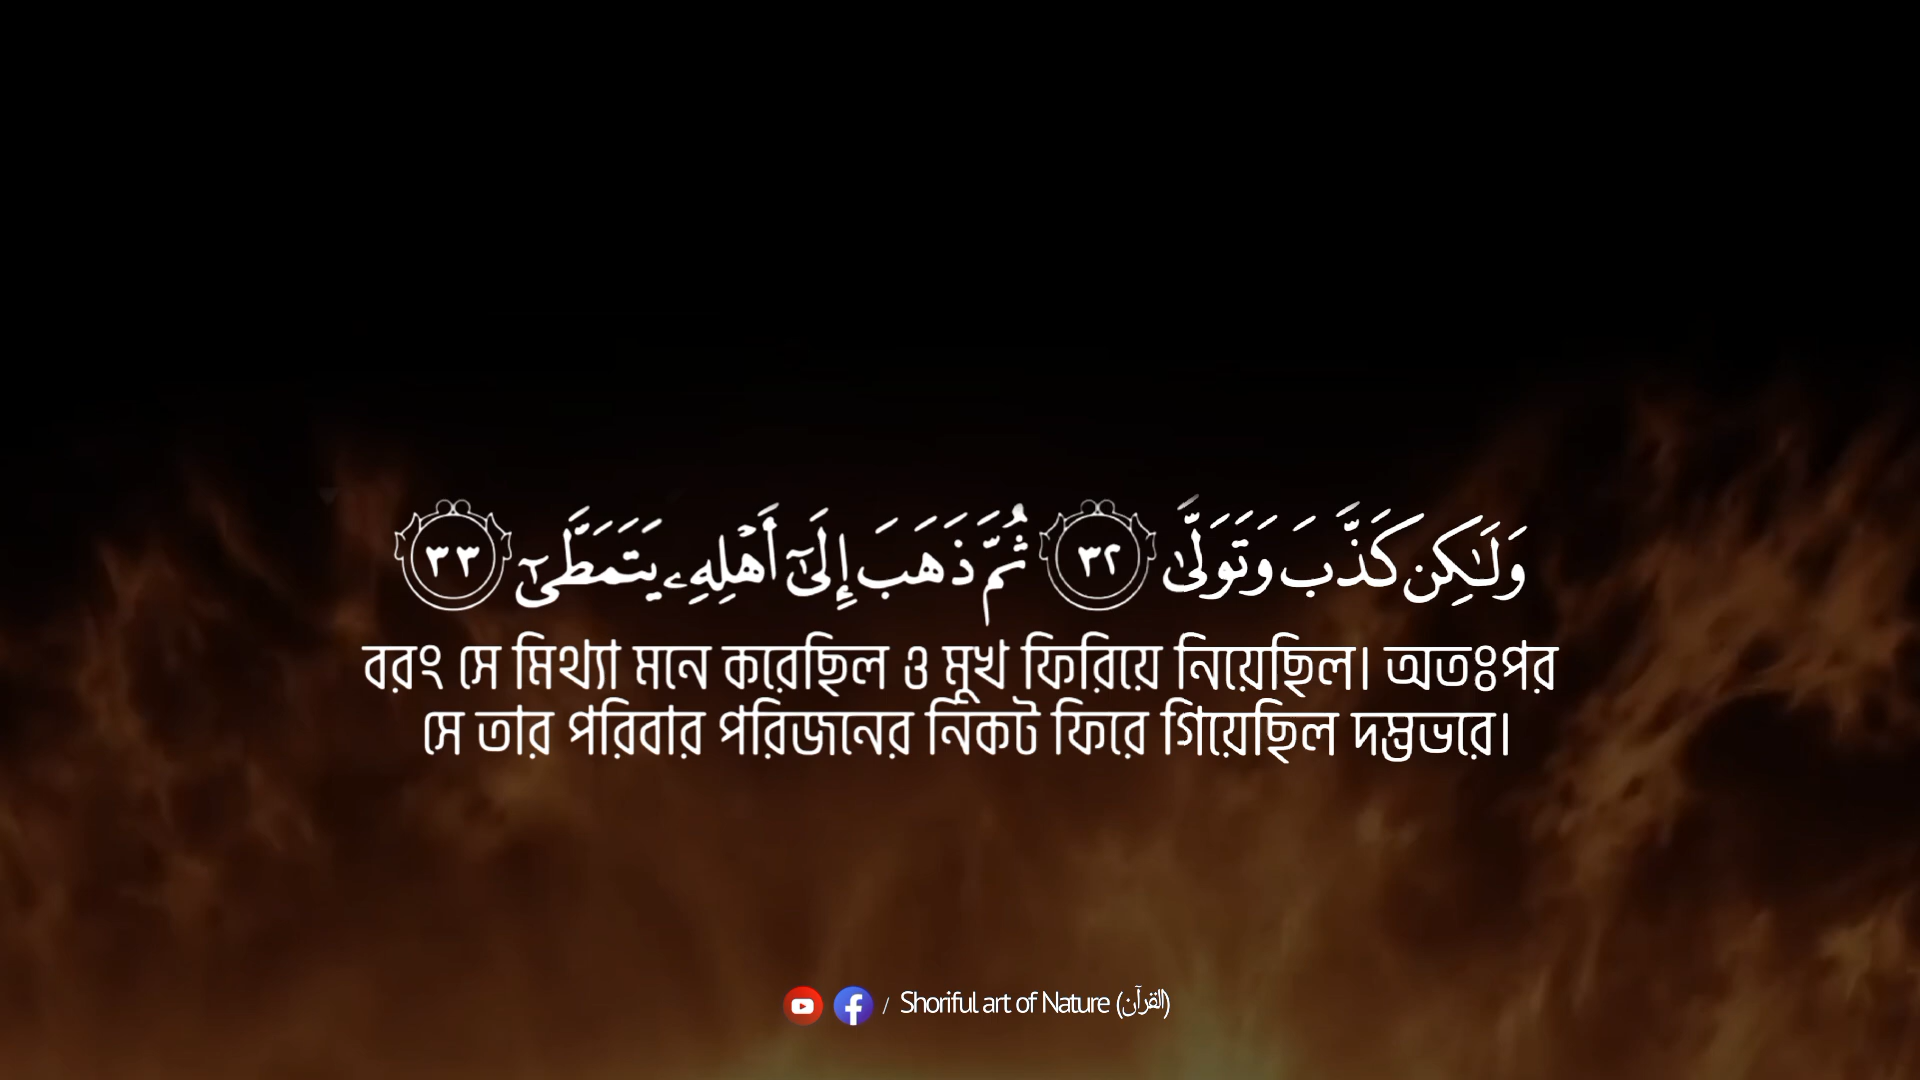 وَلَـٰكِن كَذَّبَ وَتَوَلَّىٰ ٣٢ ثُمَّ ذَهَبَ إِلَىٰٓ أَهْلِهِۦ يَتَمَطَّىٰٓ ٣٣
বরং সে মিথ্যা মনে করেছিল ও মুখ ফিরিয়ে নিয়েছিল। অতঃপর
সে তার পরিবার পরিজনের নিকট ফিরে গিয়েছিল দম্ভভরে।
/ Shoriful art of Nature (القرآن)